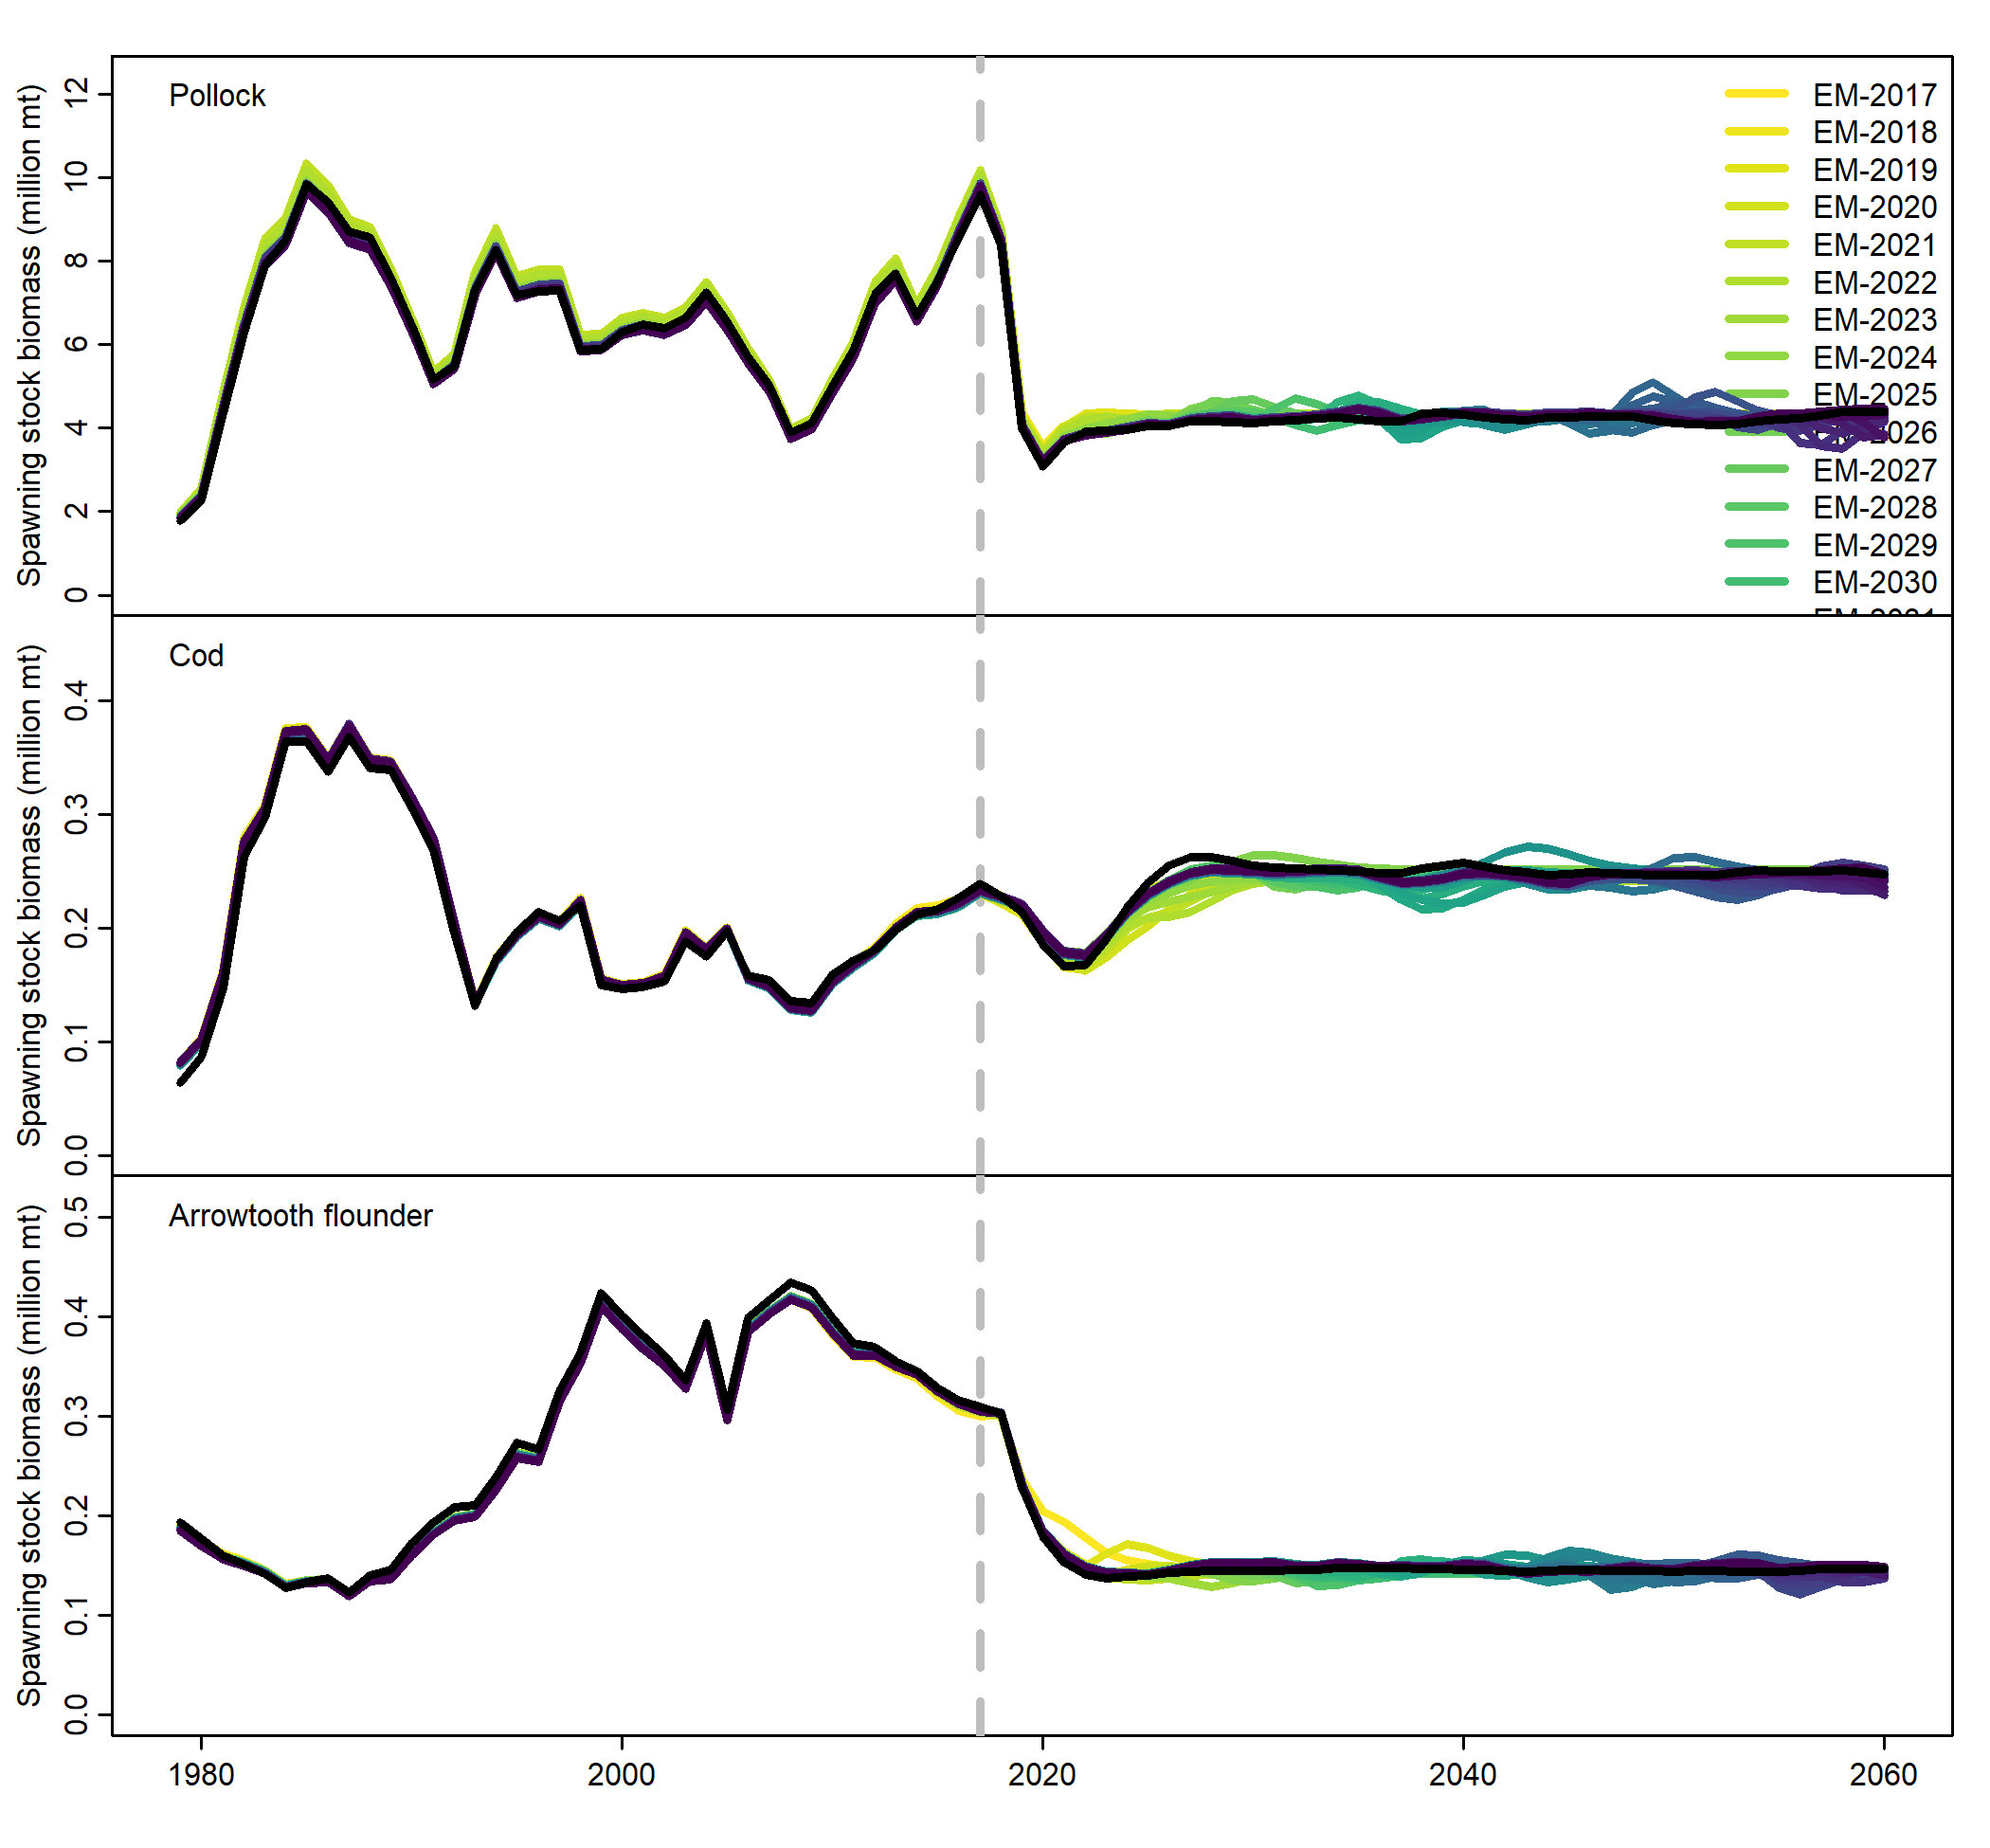 Pollock
Spawning stock biomass (million mt)
12
10
8
6
4
2
0
EM-2017
EM-2018
EM-2019
EM-2020
EM-2021
EM-2022
EM-2023
EM-2024
EM-2025
EM-2027
EM-2028
EM-2029
EM-2030
Cod
Spawning stock biomass (million mt)
0.4
0.3
0.2
0.1
0.0
Arrowtooth flounder
Spawning stock biomass (million mt)
0.5
0.4
0.3
0.2
0.1
0.0
1980
2000
2020
2040
2060